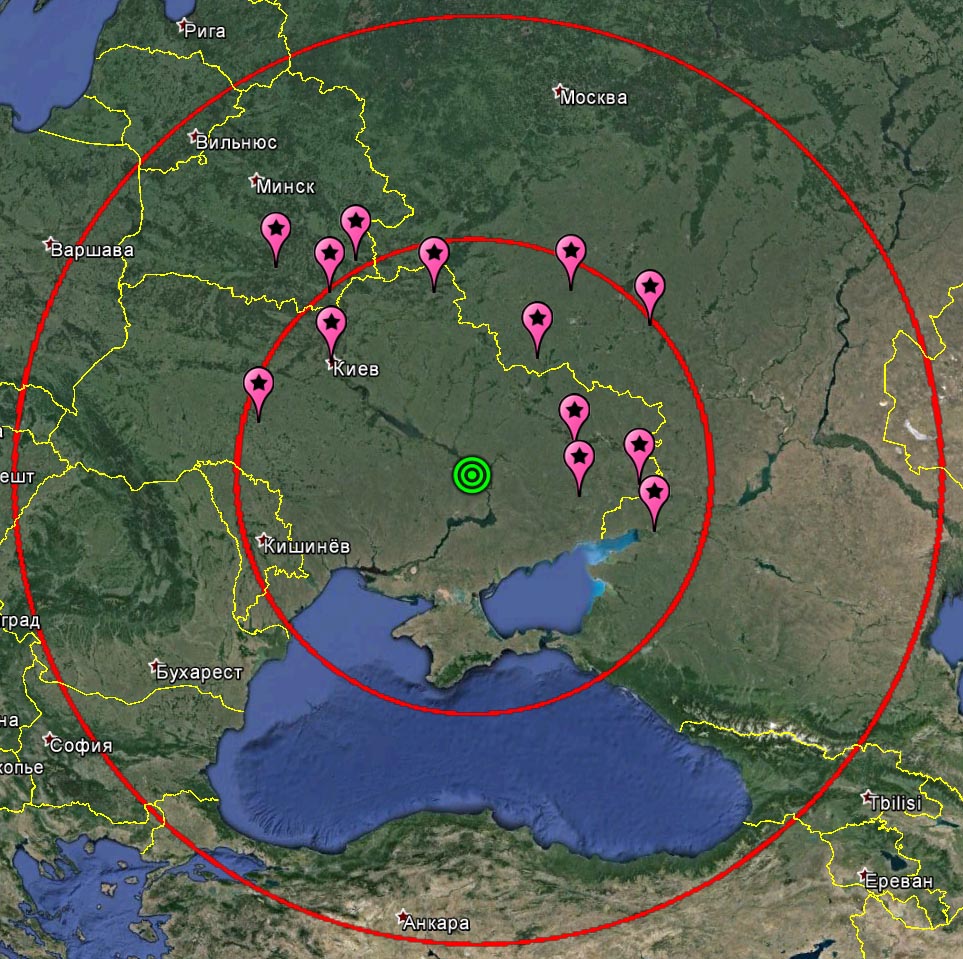 Рига
Москва
Вильнюс
Минск
Варшава
Киев
ешт
Кишинёв
град
Бухарест
на
София
копье
Tbilisi
Ереван
Анкара